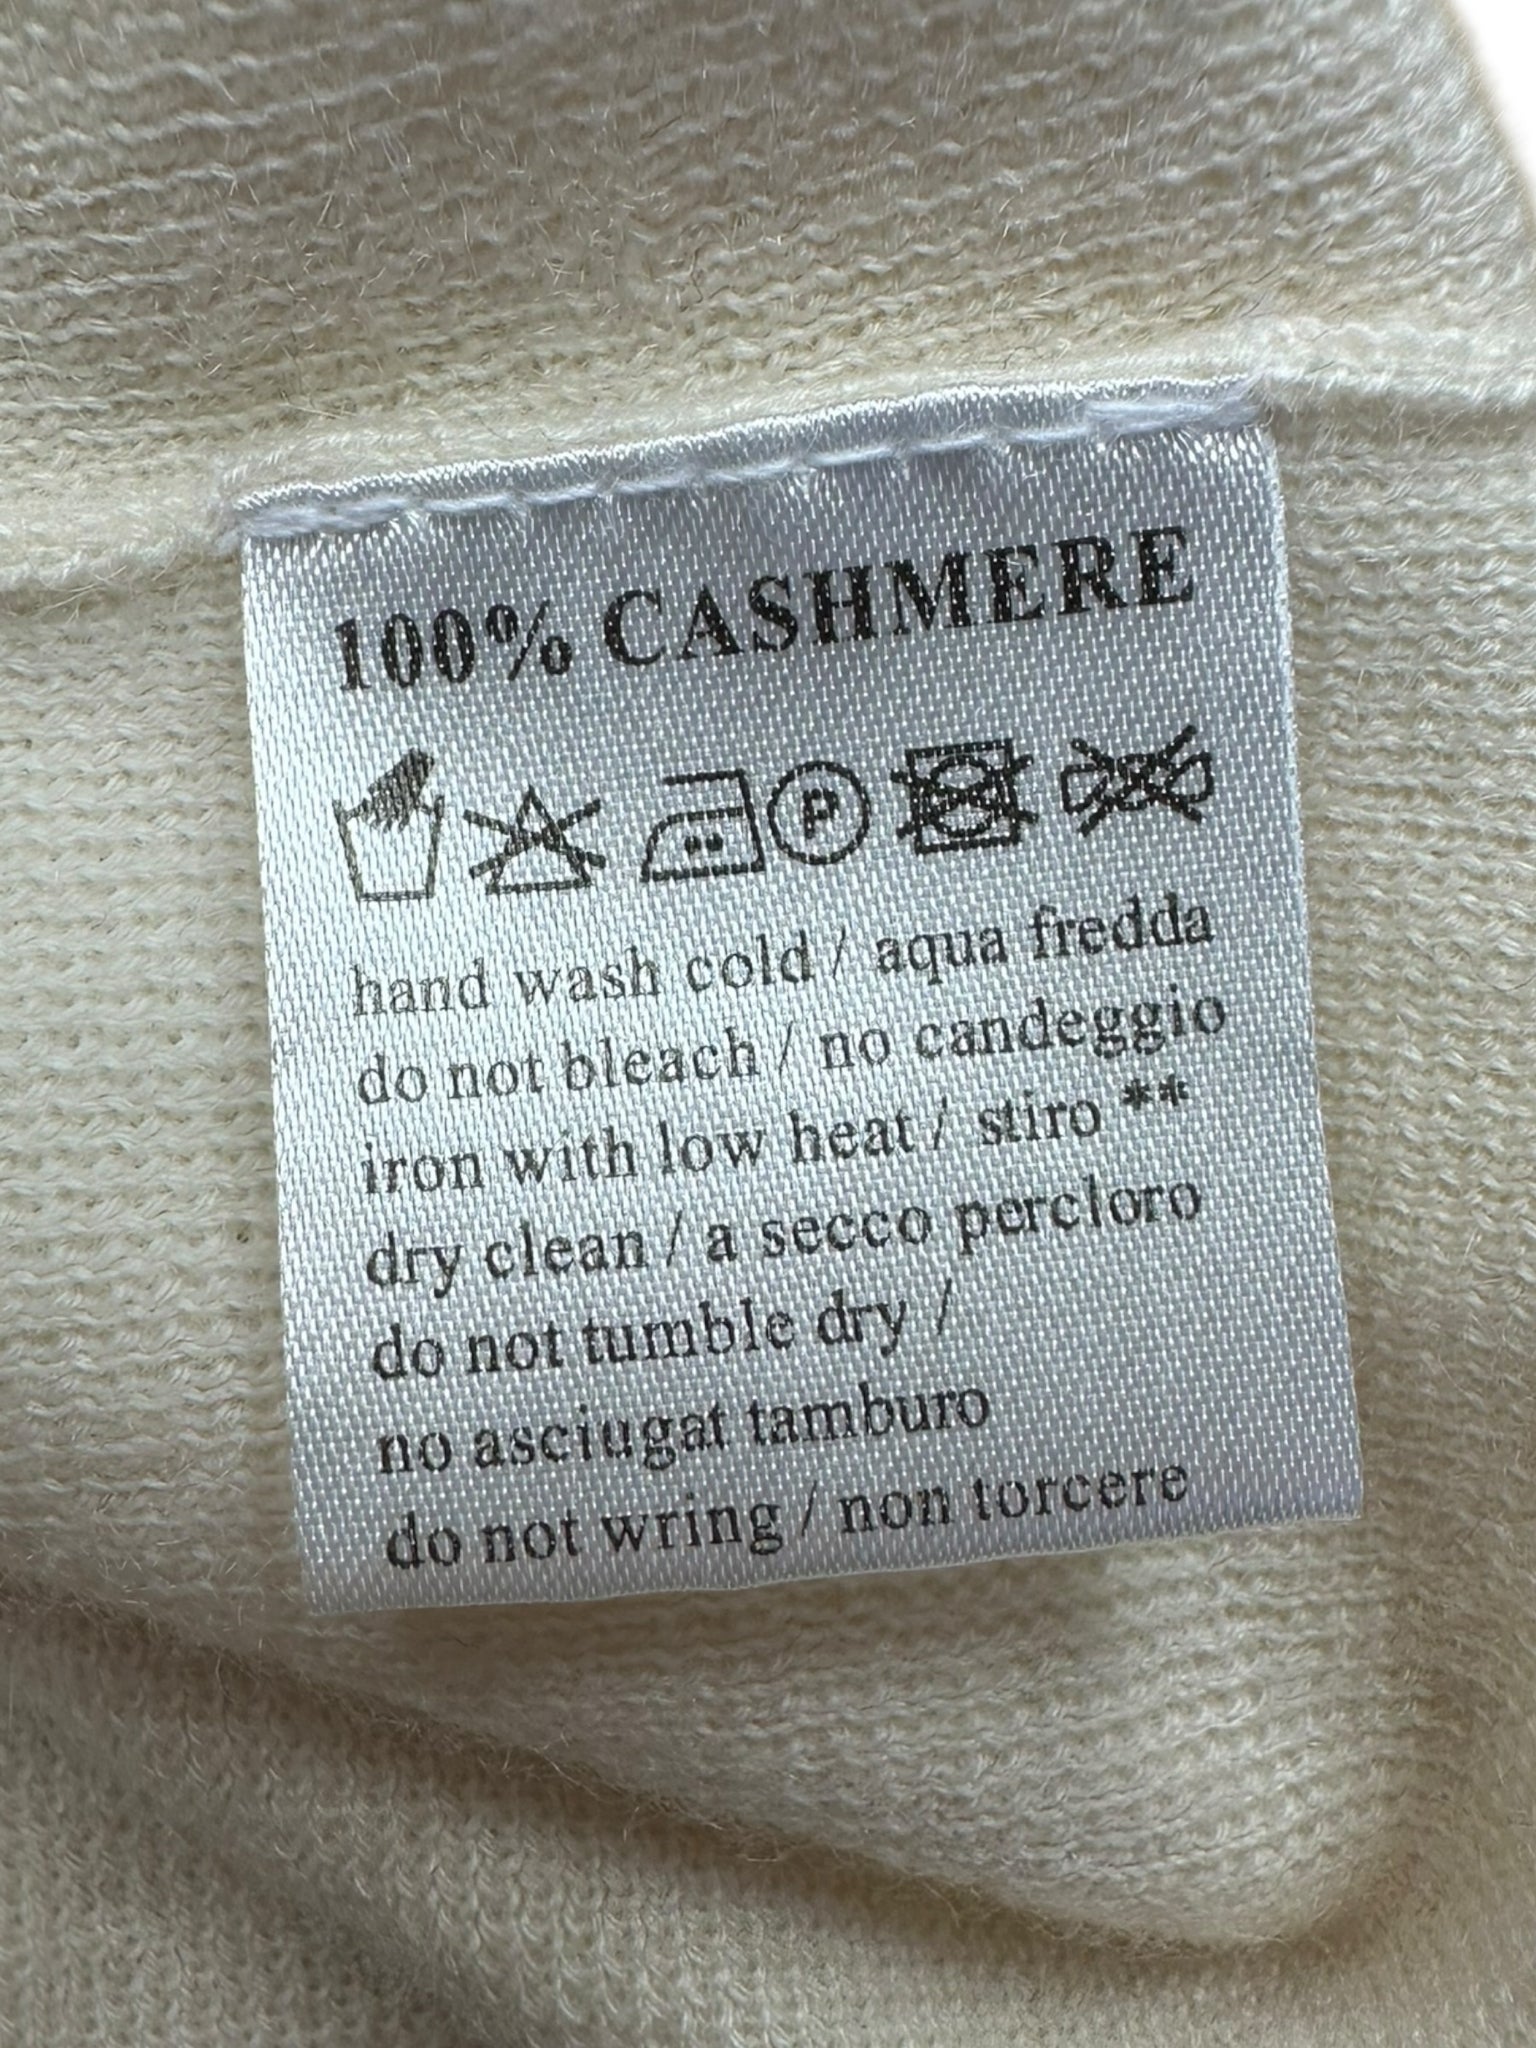 100% CASHMERE
P
hand wash cold / aqua fredda
do not bleach / no candeggio
iron with low heat / stiro **
dry clean / a secco percloro
do not tumble dry /
no asciugat tamburo
do not wring / non torcere